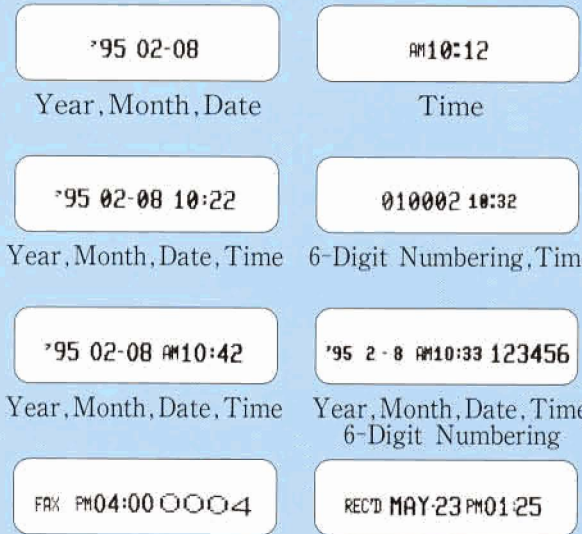 '95 02-08
AM10:12
Year,Month,Date
Time
'95 02-08 10:22
010002 10:32
Year,Month,Date,Time
6-Digit Numbering,Tim
'95 02-08 AM10:42
'95 2-8 AM10:33 123456
Year,Month,Date,Time
Year,Month,Date,Time
6-Digit Numbering
FAX PM04:00 0004
REC'D MAY-23 PM01:25